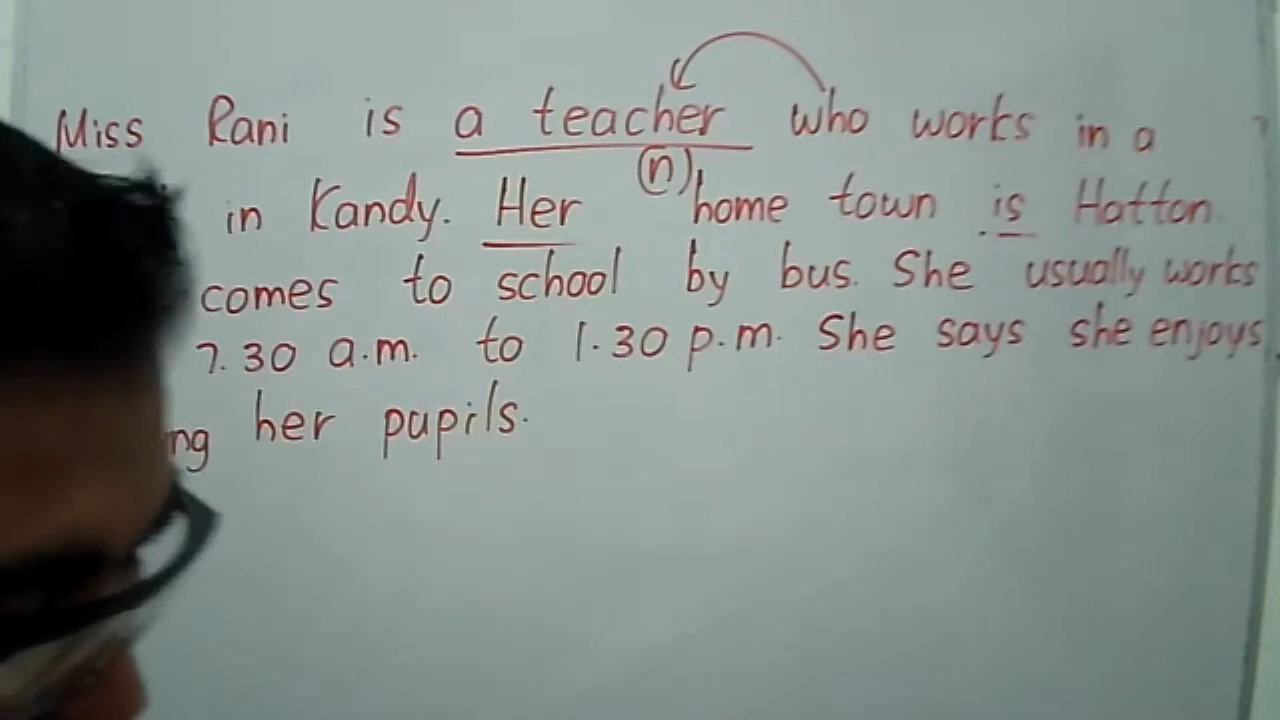 Miss Rani is a teacher who works in a
(n)
in Kandy. Her home town is Hatton.
comes to school by bus. She usually works
7.30 a.m. to 1.30 p.m. She says she enjoys
ng her pupils.